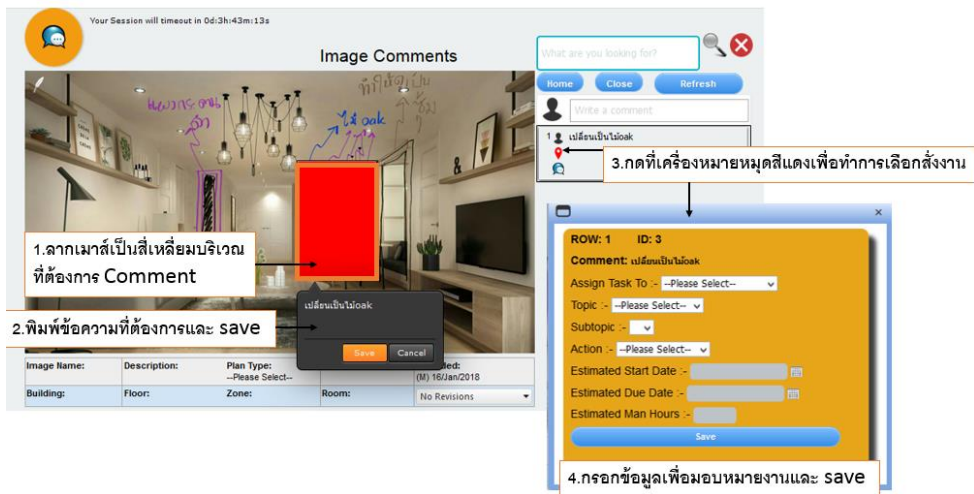 Your Session will timeout in 0d:3h:43m:13s
Image Comments
What are you looking for?
Home Close Refresh
Write a comment
1 เปลี่ยนเป็นไม้oak
3.กดที่เครื่องหมายหมุดสีแดงเพื่อทำการเลือกสั่งงาน
ไม้ oak
1.ลากเมาส์เป็นสี่เหลี่ยมบริเวณ
ที่ต้องการ Comment
เปลี่ยนเป็นไม้oak
2.พิมพ์ข้อความที่ต้องการและ save
Save Cancel
Image Name: Description: Plan Type:
--Please Select--
(M) 16/Jan/2018
Building: Floor: Zone: Room: No Revisions
ROW: 1 ID: 3
Comment: เปลี่ยนเป็นไม้oak
Assign Task To :- --Please Select--
Topic :- --Please Select--
Subtopic :-
Action :- --Please Select--
Estimated Start Date :-
Estimated Due Date :-
Estimated Man Hours :-
Save
4.กรอกข้อมูลเพื่อมอบหมายงานและ save